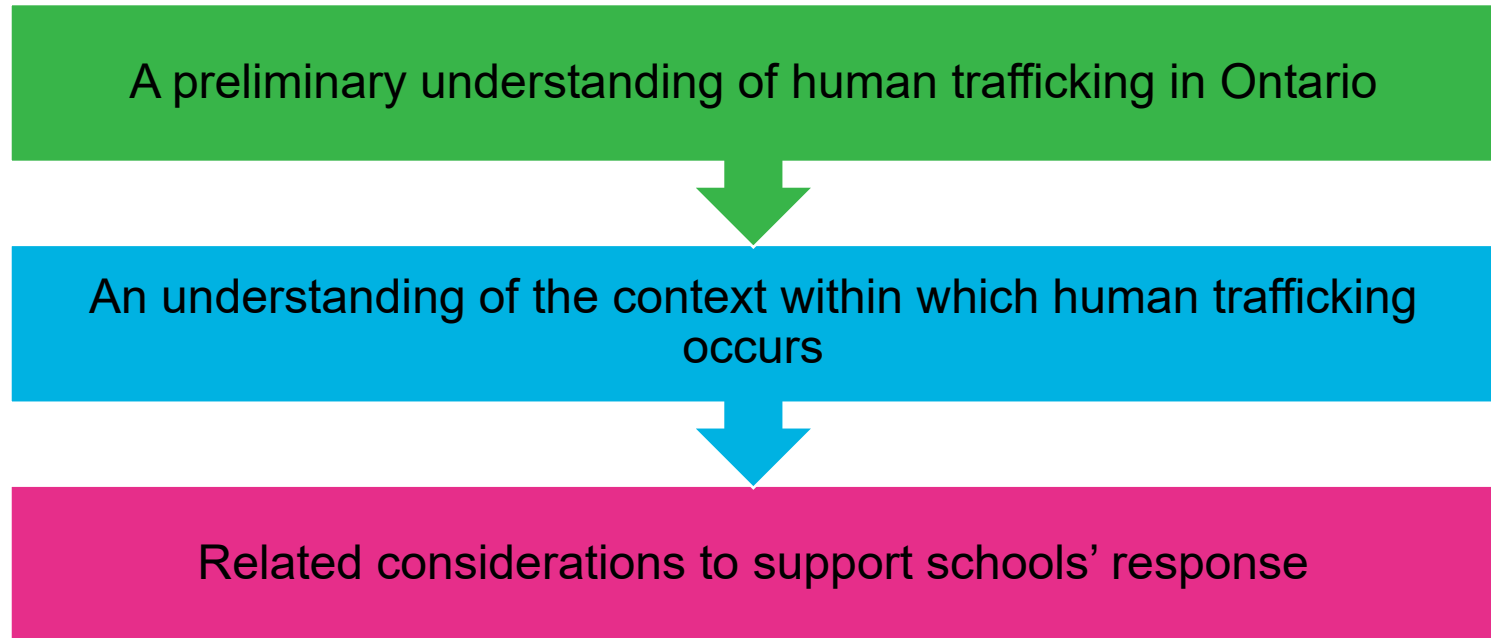 A preliminary understanding of human trafficking in Ontario
An understanding of the context within which human trafficking
occurs
Related considerations to support schools’ response